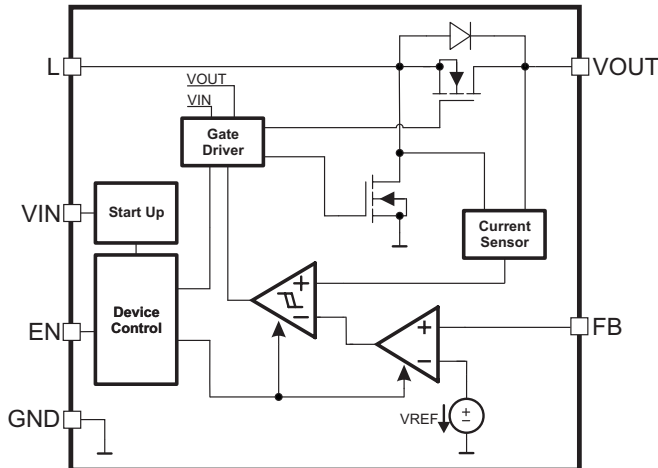 L
VOUT
VOUT
VIN
Gate
Driver
VIN
Start Up
Current
Sensor
EN
Device
Control
FB
VREF
GND